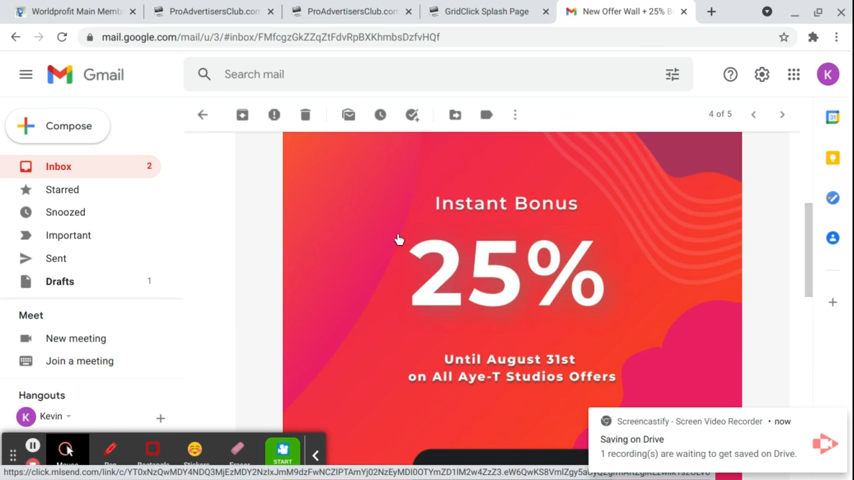 Worldprofit Main Memb
ProAdvertisersClub.com
ProAdvertisersClub.com
GridClick Splash Page
New Offer Wall + 25% B
mail.google.com/mail/u/3/#inbox/FMfcgzGkZZqZtFdvRpBXKhmbsDzfvHQf
Gmail
Search mail
K
Compose
4 of 5
Inbox 2
Starred
Snoozed
Important
Sent
Drafts 1
Meet
New meeting
Join a meeting
Hangouts
K Kevin
Instant Bonus
25%
Until August 31st
on All Aye-T Studios Offers
Screencastify - Screen Video Recorder • now
Saving on Drive
1 recording(s) are waiting to get saved on Drive.
START